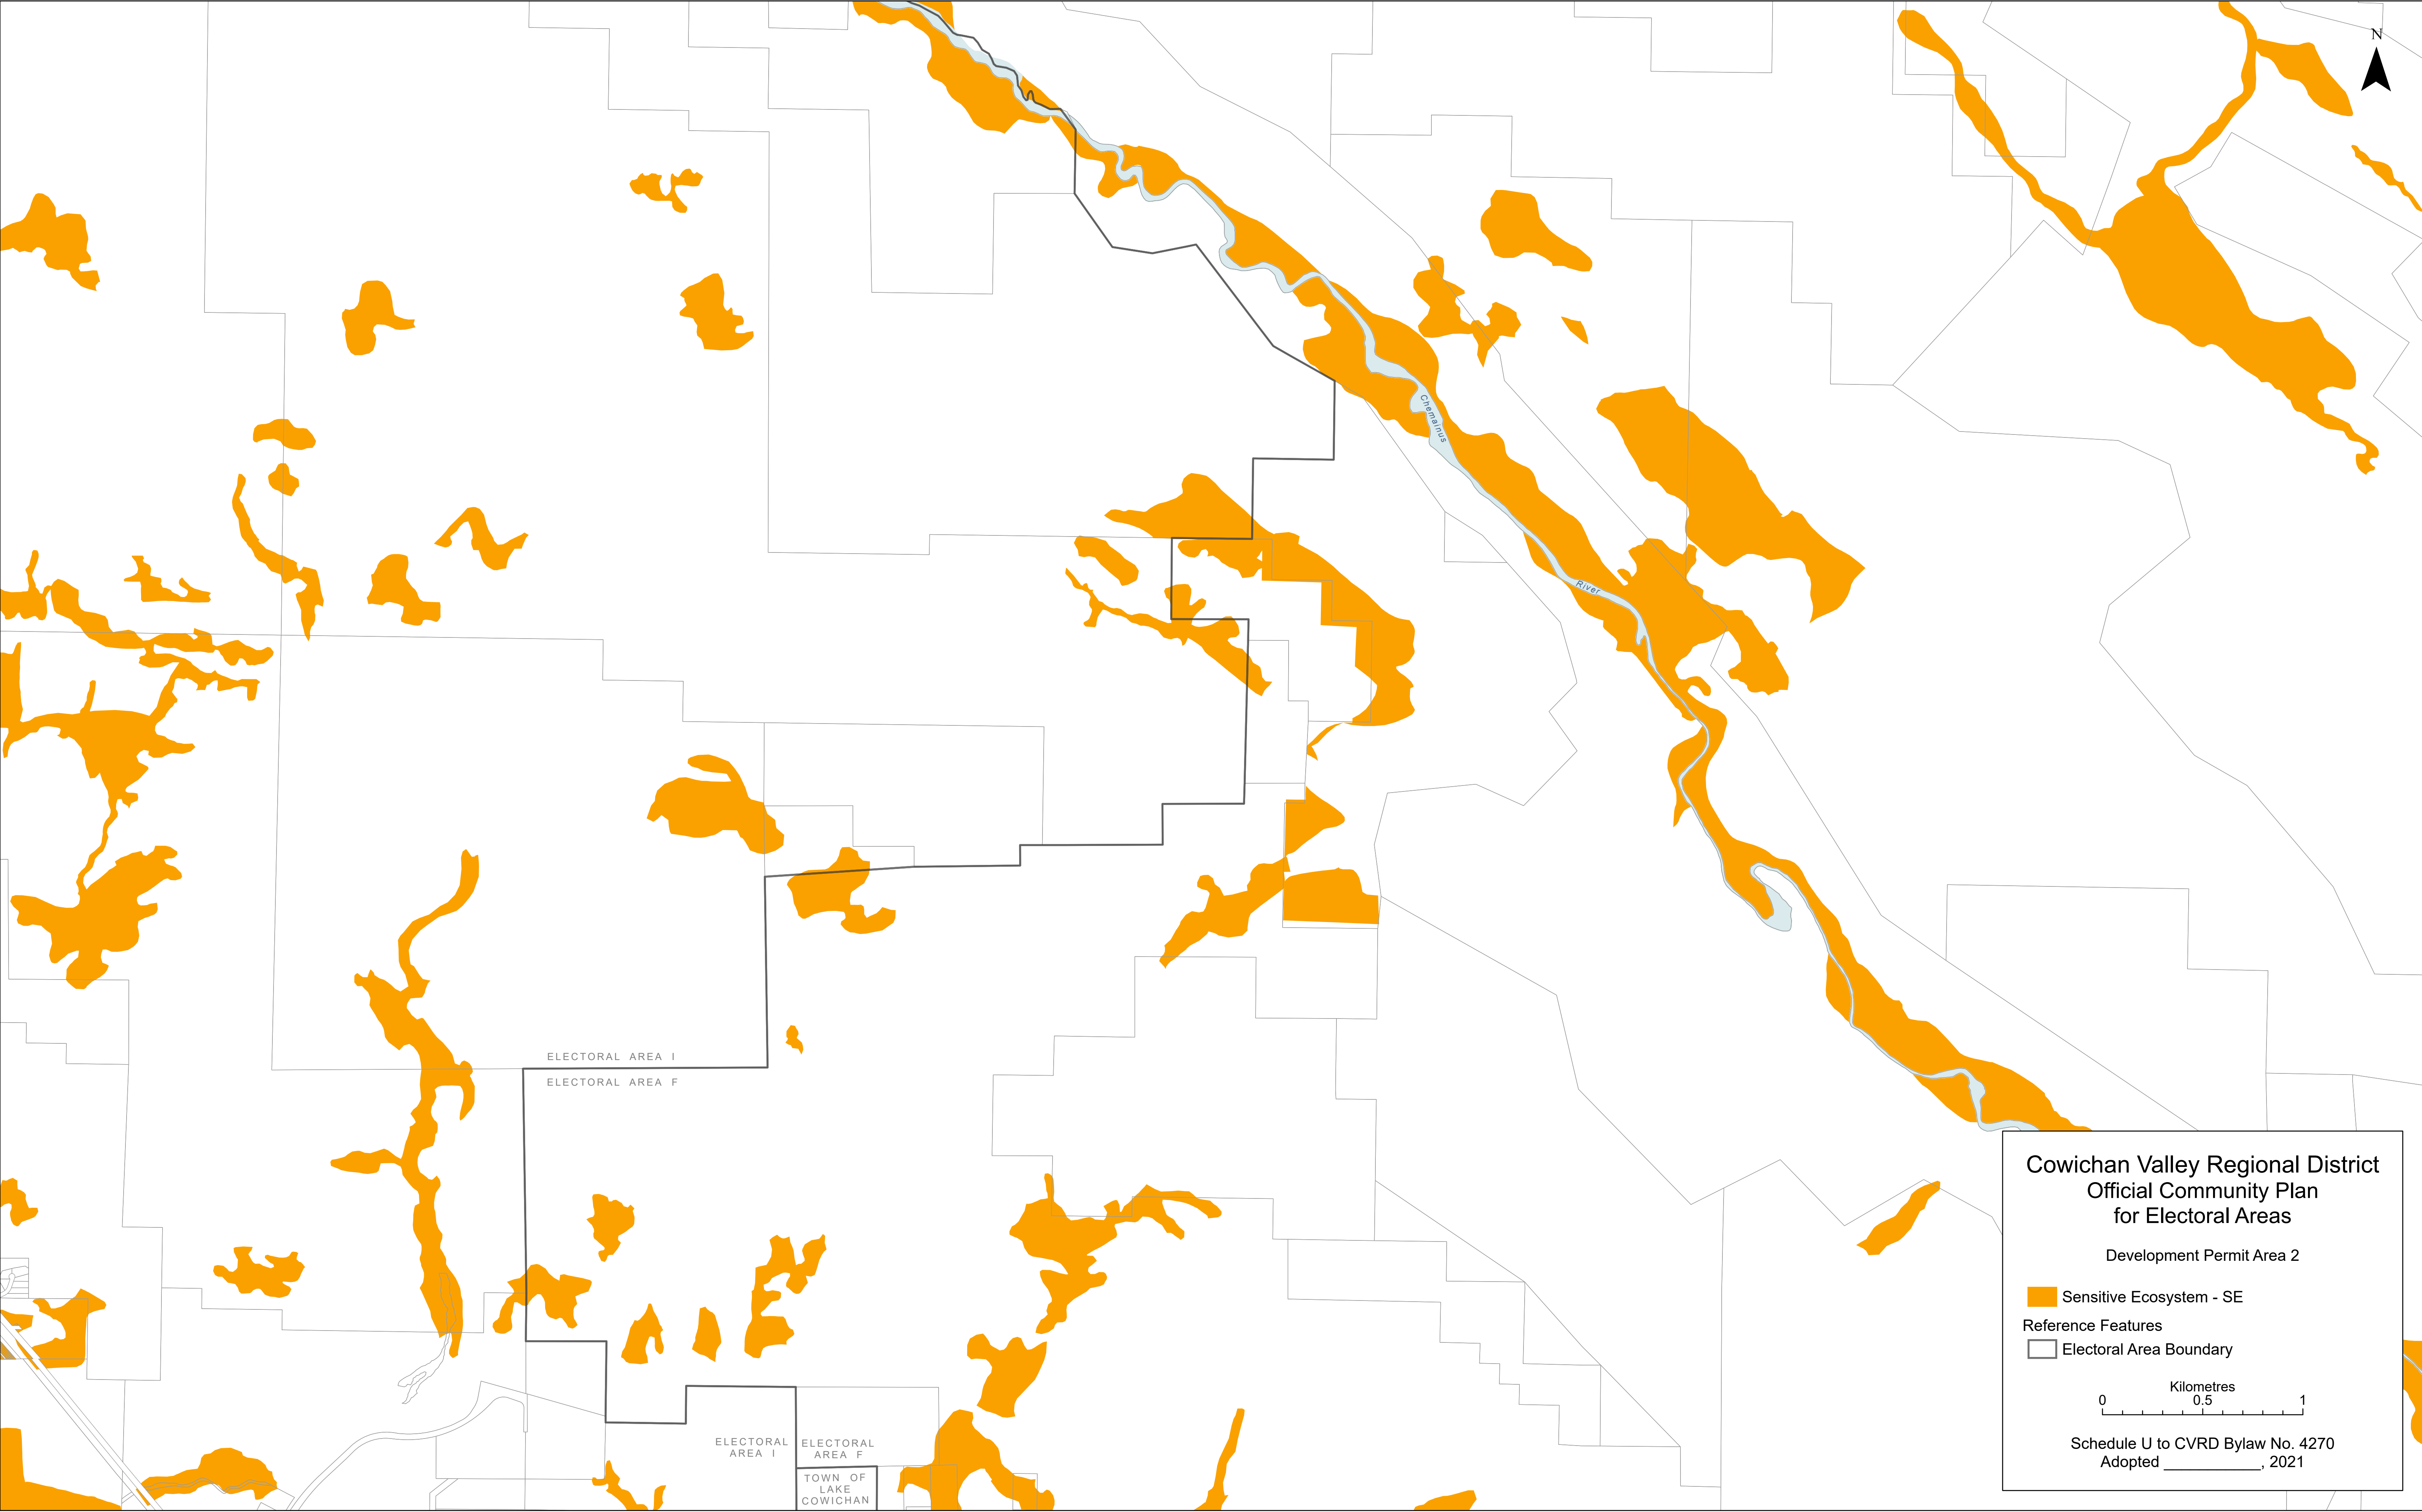 N
Chemainus
River
ELECTORAL AREA I
ELECTORAL AREA F
ELECTORAL
AREA I
ELECTORAL
AREA F
TOWN OF
LAKE
COWICHAN
Cowichan Valley Regional District
Official Community Plan
for Electoral Areas
Development Permit Area 2
Sensitive Ecosystem - SE
Reference Features
Electoral Area Boundary
Kilometres
0 0.5 1
Schedule U to CVRD Bylaw No. 4270
Adopted ___________, 2021